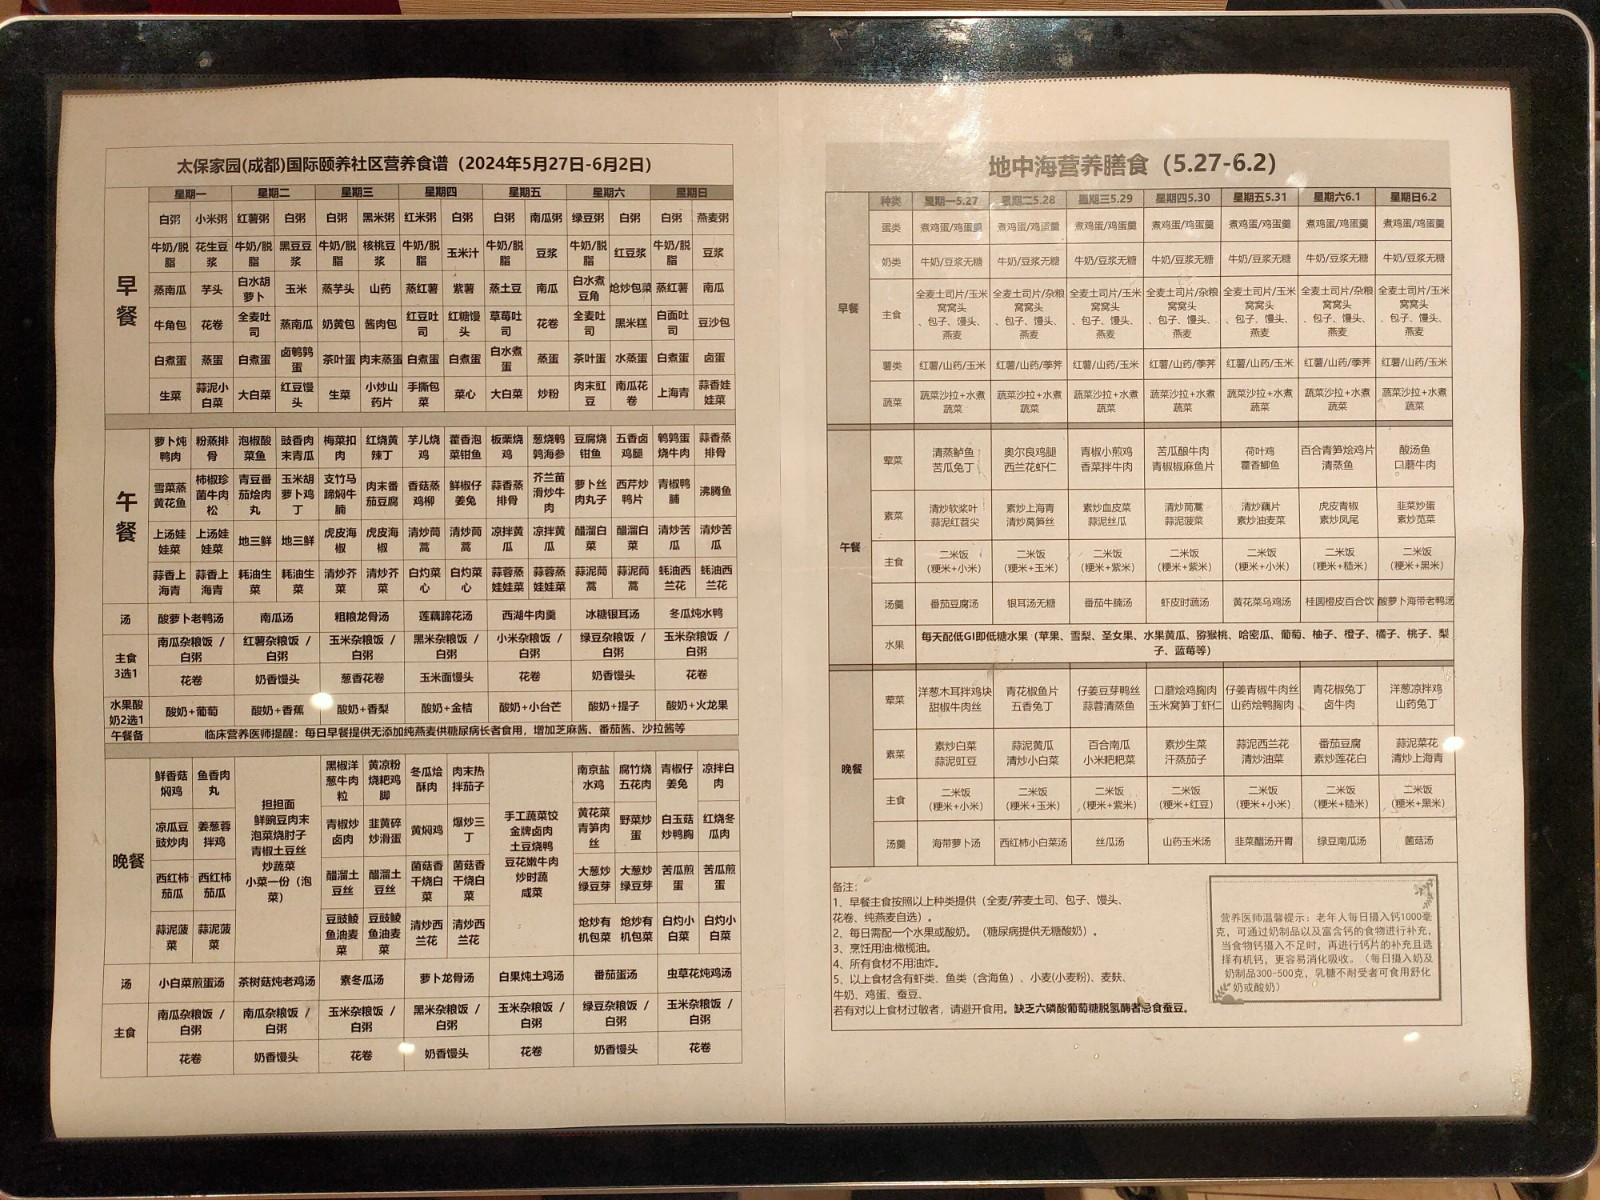 太保家园(成都)国际颐养社区营养食谱（2024年5月27日-6月2日）
星期一 星期二 星期三 星期四 星期五 星期六 星期日
早餐
白粥 小米粥 红薯粥 白粥 白粥 黑米粥 红米粥 白粥 白粥 南瓜粥 绿豆粥 白粥 白粥 燕麦粥
牛奶/脱脂 花生豆浆 牛奶/脱脂 黑豆豆浆 牛奶/脱脂 核桃豆浆 牛奶/脱脂 玉米汁 牛奶/脱脂 豆浆 牛奶/脱脂 红豆浆 牛奶/脱脂 豆浆
蒸南瓜 芋头 白水胡萝卜 玉米 蒸芋头 山药 蒸红薯 紫薯 蒸土豆 南瓜 白水煮豆角 炝炒包菜 蒸红薯 南瓜
牛角包 花卷 全麦吐司 蒸南瓜 奶黄包 酱肉包 红豆吐司 红糖馒头 草莓吐司 花卷 全麦吐司 黑米糕 白面吐司 豆沙包
白煮蛋 蒸蛋 白煮蛋 卤鹌鹑蛋 茶叶蛋 肉末蒸蛋 白煮蛋 白煮蛋 白水煮蛋 蒸蛋 茶叶蛋 水蒸蛋 白煮蛋 卤蛋
生菜 蒜泥小白菜 大白菜 红豆馒头 生菜 小炒山药片 手撕包菜 菜心 大白菜 炒粉 肉末豇豆 南瓜花卷 上海青 蒜香娃娃菜
午餐
萝卜炖鸭肉 粉蒸排骨 泡椒酸菜鱼 豉香肉末青瓜 梅菜扣肉 红烧黄辣丁 芋儿烧鸡 藿香泡菜钳鱼 板栗烧鸡 葱烧鹌鹑海参 豆腐烧钳鱼 五香卤鸡腿 鹌鹑蛋烧牛肉 蒜香蒸排骨
雪菜蒸黄花鱼 柿椒珍菌牛肉松 青豆番茄烩肉 玉米胡萝卜鸡丁 支竹马蹄焖牛腩 肉末番茄豆腐 香菇蒸鸡柳 鲜椒仔姜兔 蒜香蒸排骨 芥兰苗滑炒牛肉 萝卜丝肉丸子 西芹炒鸭片 青椒鸭脯 沸腾鱼
上汤娃娃菜 上汤娃娃菜 地三鲜 地三鲜 虎皮海椒 虎皮海椒 清炒茼蒿 清炒茼蒿 凉拌黄瓜 凉拌黄瓜 醋溜白菜 醋溜白菜 清炒苦瓜 清炒苦瓜
蒜香上海青 蒜香上海青 耗油生菜 耗油生菜 清炒芥菜 清炒芥菜 白灼菜心 白灼菜心 蒜蓉蒸娃娃菜 蒜蓉蒸娃娃菜 蒜泥茼蒿 蒜泥茼蒿 蚝油西兰花 蚝油西兰花
汤 酸萝卜老鸭汤 南瓜汤 粗粮龙骨汤 莲藕蹄花汤 西湖牛肉羹 冰糖银耳汤 冬瓜炖水鸭
主食3选1 南瓜杂粮饭 / 白粥 红薯杂粮饭 / 白粥 玉米杂粮饭 / 白粥 黑米杂粮饭 / 白粥 小米杂粮饭 / 白粥 绿豆杂粮饭 / 白粥 玉米杂粮饭 / 白粥
花卷 奶香馒头 葱香花卷 玉米面馒头 花卷 奶香馒头 花卷
水果酸奶2选1 酸奶+葡萄 酸奶+香蕉 酸奶+香梨 酸奶+金桔 酸奶+小台芒 酸奶+提子 酸奶+火龙果
午餐备 临床营养医师提醒：每日早餐提供无添加纯燕麦供糖尿病长者食用，增加芝麻酱、番茄酱、沙拉酱等
晚餐
鲜香菇焖鸡 鱼香肉丸 担担面 鲜豌豆肉末 泡菜烧肘子 青椒土豆丝 炒蔬菜 小菜一份（泡菜） 黑椒洋葱牛肉粒 黄凉粉烧耙鸡脚 冬瓜烩酥肉 肉末热拌茄子 手工蔬菜饺 金牌卤肉 土豆烧鸭 豆花嫩牛肉 炒时蔬 咸菜 南京盐水鸡 腐竹烧五花肉 青椒仔姜兔 凉拌白肉
凉瓜豆豉炒肉 姜葱蓉拌鸡 青椒炒卤肉 韭黄碎炒滑蛋 黄焖鸡 爆炒三丁 黄花菜青笋肉丝 野菜炒蛋 白玉菇炒鸭胸 红烧冬瓜肉
西红柿茄瓜 西红柿茄瓜 醋溜土豆丝 醋溜土豆丝 菌菇香干烧白菜 菌菇香干烧白菜 大葱炒绿豆芽 大葱炒绿豆芽 苦瓜煎蛋 苦瓜煎蛋
蒜泥菠菜 蒜泥菠菜 豆豉鲮鱼油麦菜 豆豉鲮鱼油麦菜 清炒西兰花 清炒西兰花 炝炒有机包菜 炝炒有机包菜 白灼小白菜 白灼小白菜
汤 小白菜煎蛋汤 茶树菇炖老鸡汤 素冬瓜汤 萝卜龙骨汤 白果炖土鸡汤 番茄蛋汤 虫草花炖鸡汤
主食 南瓜杂粮饭 / 白粥 南瓜杂粮饭 / 白粥 玉米杂粮饭 / 白粥 黑米杂粮饭 / 白粥 玉米杂粮饭 / 白粥 绿豆杂粮饭 / 白粥 玉米杂粮饭 / 白粥
花卷 奶香馒头 花卷 奶香馒头 花卷 奶香馒头 花卷
地中海营养膳食（5.27-6.2）
种类 星期一5.27 星期二5.28 星期三5.29 星期四5.30 星期五5.31 星期六6.1 星期日6.2
早餐
蛋类 煮鸡蛋/鸡蛋羹 煮鸡蛋/鸡蛋羹 煮鸡蛋/鸡蛋羹 煮鸡蛋/鸡蛋羹 煮鸡蛋/鸡蛋羹 煮鸡蛋/鸡蛋羹 煮鸡蛋/鸡蛋羹
奶类 牛奶/豆浆无糖 牛奶/豆浆无糖 牛奶/豆浆无糖 牛奶/豆浆无糖 牛奶/豆浆无糖 牛奶/豆浆无糖 牛奶/豆浆无糖
主食 全麦土司片/玉米窝窝头、包子、馒头、燕麦 全麦土司片/杂粮窝窝头、包子、馒头、燕麦 全麦土司片/玉米窝窝头、包子、馒头、燕麦 全麦土司片/杂粮窝窝头、包子、馒头、燕麦 全麦土司片/玉米窝窝头、包子、馒头、燕麦 全麦土司片/杂粮窝窝头、包子、馒头、燕麦 全麦土司片/玉米窝窝头、包子、馒头、燕麦
薯类 红薯/山药/玉米 红薯/山药/荸荠 红薯/山药/玉米 红薯/山药/荸荠 红薯/山药/玉米 红薯/山药/荸荠 红薯/山药/玉米
蔬菜 蔬菜沙拉+水煮蔬菜 蔬菜沙拉+水煮蔬菜 蔬菜沙拉+水煮蔬菜 蔬菜沙拉+水煮蔬菜 蔬菜沙拉+水煮蔬菜 蔬菜沙拉+水煮蔬菜 蔬菜沙拉+水煮蔬菜
午餐
荤菜 清蒸鲈鱼 苦瓜兔丁 奥尔良鸡腿 西兰花虾仁 青椒小煎鸡 香菜拌牛肉 苦瓜酿牛肉 青椒椒麻鱼片 荷叶鸡 藿香鲫鱼 百合青笋烩鸡片 清蒸鱼 酸汤鱼 口蘑牛肉
素菜 清炒软浆叶 蒜泥红苕尖 素炒上海青 清炒莴笋丝 素炒血皮菜 蒜泥丝瓜 清炒茼蒿 蒜泥菠菜 清炒藕片 素炒油麦菜 虎皮青椒 素炒凤尾 韭菜炒蛋 素炒苋菜
主食 二米饭（粳米+小米） 二米饭（粳米+玉米） 二米饭（粳米+紫米） 二米饭（粳米+紫米） 二米饭（粳米+小米） 二米饭（粳米+糙米） 二米饭（粳米+黑米）
汤羹 番茄豆腐汤 银耳汤无糖 番茄牛腩汤 虾皮时蔬汤 黄花菜乌鸡汤 桂圆橙皮百合饮 酸萝卜海带老鸭汤
水果 每天配低GI即低糖水果（苹果、雪梨、圣女果、水果黄瓜、猕猴桃、哈密瓜、葡萄、柚子、橙子、橘子、桃子、梨子、蓝莓等）
晚餐
荤菜 洋葱木耳拌鸡块 甜椒牛肉丝 青花椒鱼片 五香兔丁 仔姜豆芽鸭丝 蒜蓉清蒸鱼 口蘑烩鸡胸肉 玉米窝笋丁虾仁 仔姜青椒牛肉丝 山药烩鸭胸肉 青花椒兔丁 卤牛肉 洋葱凉拌鸡 山药兔丁
素菜 素炒白菜 蒜泥豇豆 蒜泥黄瓜 清炒小白菜 百合南瓜 小米粑粑菜 素炒生菜 汗蒸茄子 蒜泥西兰花 清炒油菜 番茄豆腐 素炒莲花白 蒜泥菜花 清炒上海青
主食 二米饭（粳米+小米） 二米饭（粳米+玉米） 二米饭（粳米+紫米） 二米饭（粳米+红豆） 二米饭（粳米+小米） 二米饭（粳米+糙米） 二米饭（粳米+黑米）
汤羹 海带萝卜汤 西红柿小白菜汤 丝瓜汤 山药玉米汤 韭菜醋汤开胃 绿豆南瓜汤 菌菇汤
备注：
1、早餐主食按照以上种类提供（全麦/荞麦土司、包子、馒头、
花卷、纯燕麦自选）。
2、每日需配一个水果或酸奶。（糖尿病提供无糖酸奶）。
3、烹饪用油:橄榄油。
4、所有食材不用油炸。
5、以上食材含有虾类、鱼类（含海鱼）、小麦(小麦粉)、麦麸、
牛奶、鸡蛋、蚕豆、
若有对以上食材过敏者，请避开食用。缺乏六磷酸葡萄糖脱氢酶者忌食蚕豆。
营养医师温馨提示：老年人每日摄入钙1000毫
克，可通过奶制品以及富含钙的食物进行补充，
当食物钙摄入不足时，再进行钙片的补充且选
择有机钙，更容易消化吸收。（每日摄入奶及
奶制品300-500克，乳糖不耐受者可食用舒化
奶或酸奶）